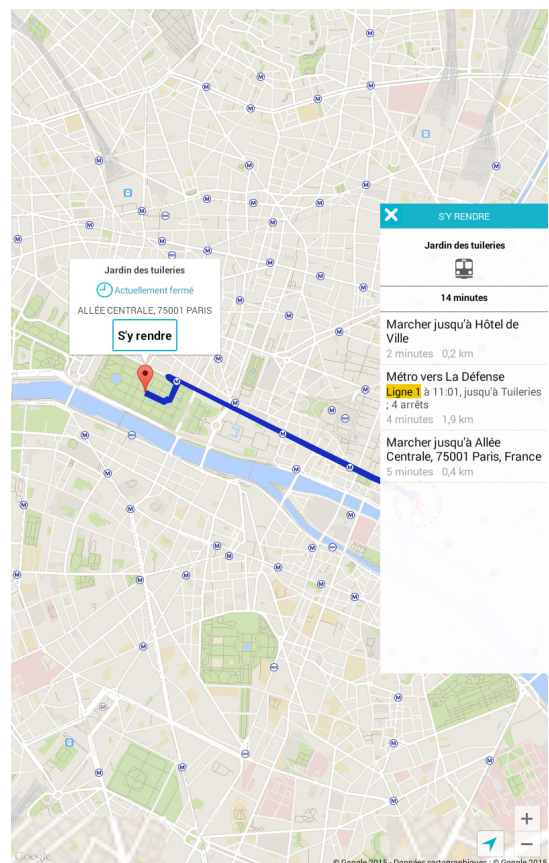 Jardin des tuileries
Actuellement fermé
ALLÉE CENTRALE, 75001 PARIS
S'y rendre
S'Y RENDRE
Jardin des tuileries
14 minutes
Marcher jusqu'à Hôtel de
Ville
2 minutes 0,2 km
Métro vers La Défense
Ligne 1 à 11:01, jusqu'à Tuileries
; 4 arrêts
4 minutes 1,9 km
Marcher jusqu'à Allée
Centrale, 75001 Paris, France
5 minutes 0,4 km
+
−
Google
© Google 2015 - Données cartographiques : © Google 2015